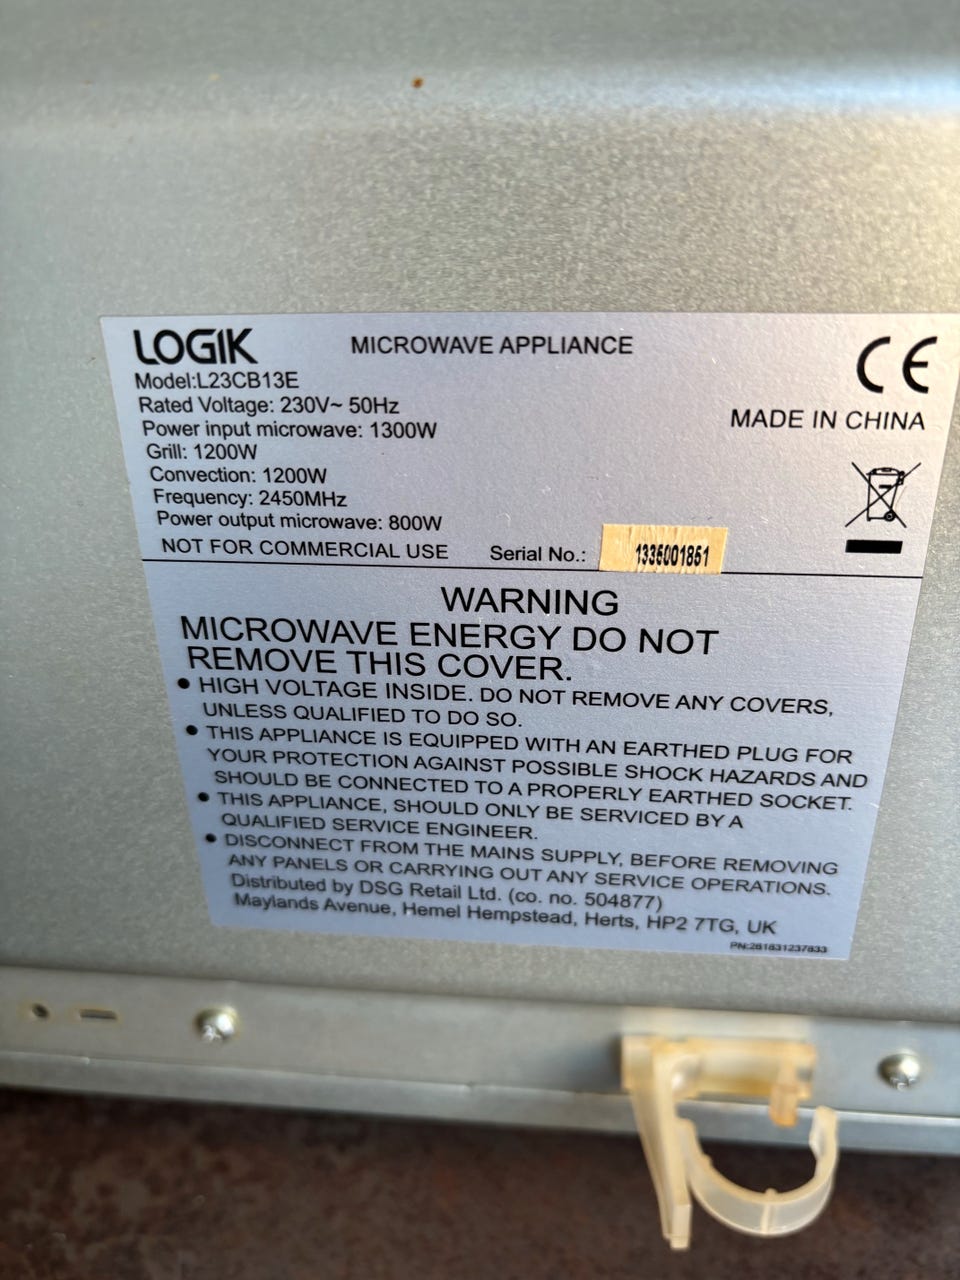 LOGIK
MICROWAVE APPLIANCE
CE
Model:L23CB13E
Rated Voltage: 230V~ 50Hz
MADE IN CHINA
Power input microwave: 1300W
Grill: 1200W
Convection: 1200W
Frequency: 2450MHz
Power output microwave: 800W
NOT FOR COMMERCIAL USE
Serial No.: 1335001851
WARNING
MICROWAVE ENERGY DO NOT
REMOVE THIS COVER.
● HIGH VOLTAGE INSIDE. DO NOT REMOVE ANY COVERS,
UNLESS QUALIFIED TO DO SO.
● THIS APPLIANCE IS EQUIPPED WITH AN EARTHED PLUG FOR
YOUR PROTECTION AGAINST POSSIBLE SHOCK HAZARDS AND
SHOULD BE CONNECTED TO A PROPERLY EARTHED SOCKET.
● THIS APPLIANCE, SHOULD ONLY BE SERVICED BY A
QUALIFIED SERVICE ENGINEER.
● DISCONNECT FROM THE MAINS SUPPLY, BEFORE REMOVING
ANY PANELS OR CARRYING OUT ANY SERVICE OPERATIONS.
Distributed by DSG Retail Ltd. (co. no. 504877)
Maylands Avenue, Hemel Hempstead, Herts, HP2 7TG, UK
PN:261831237833